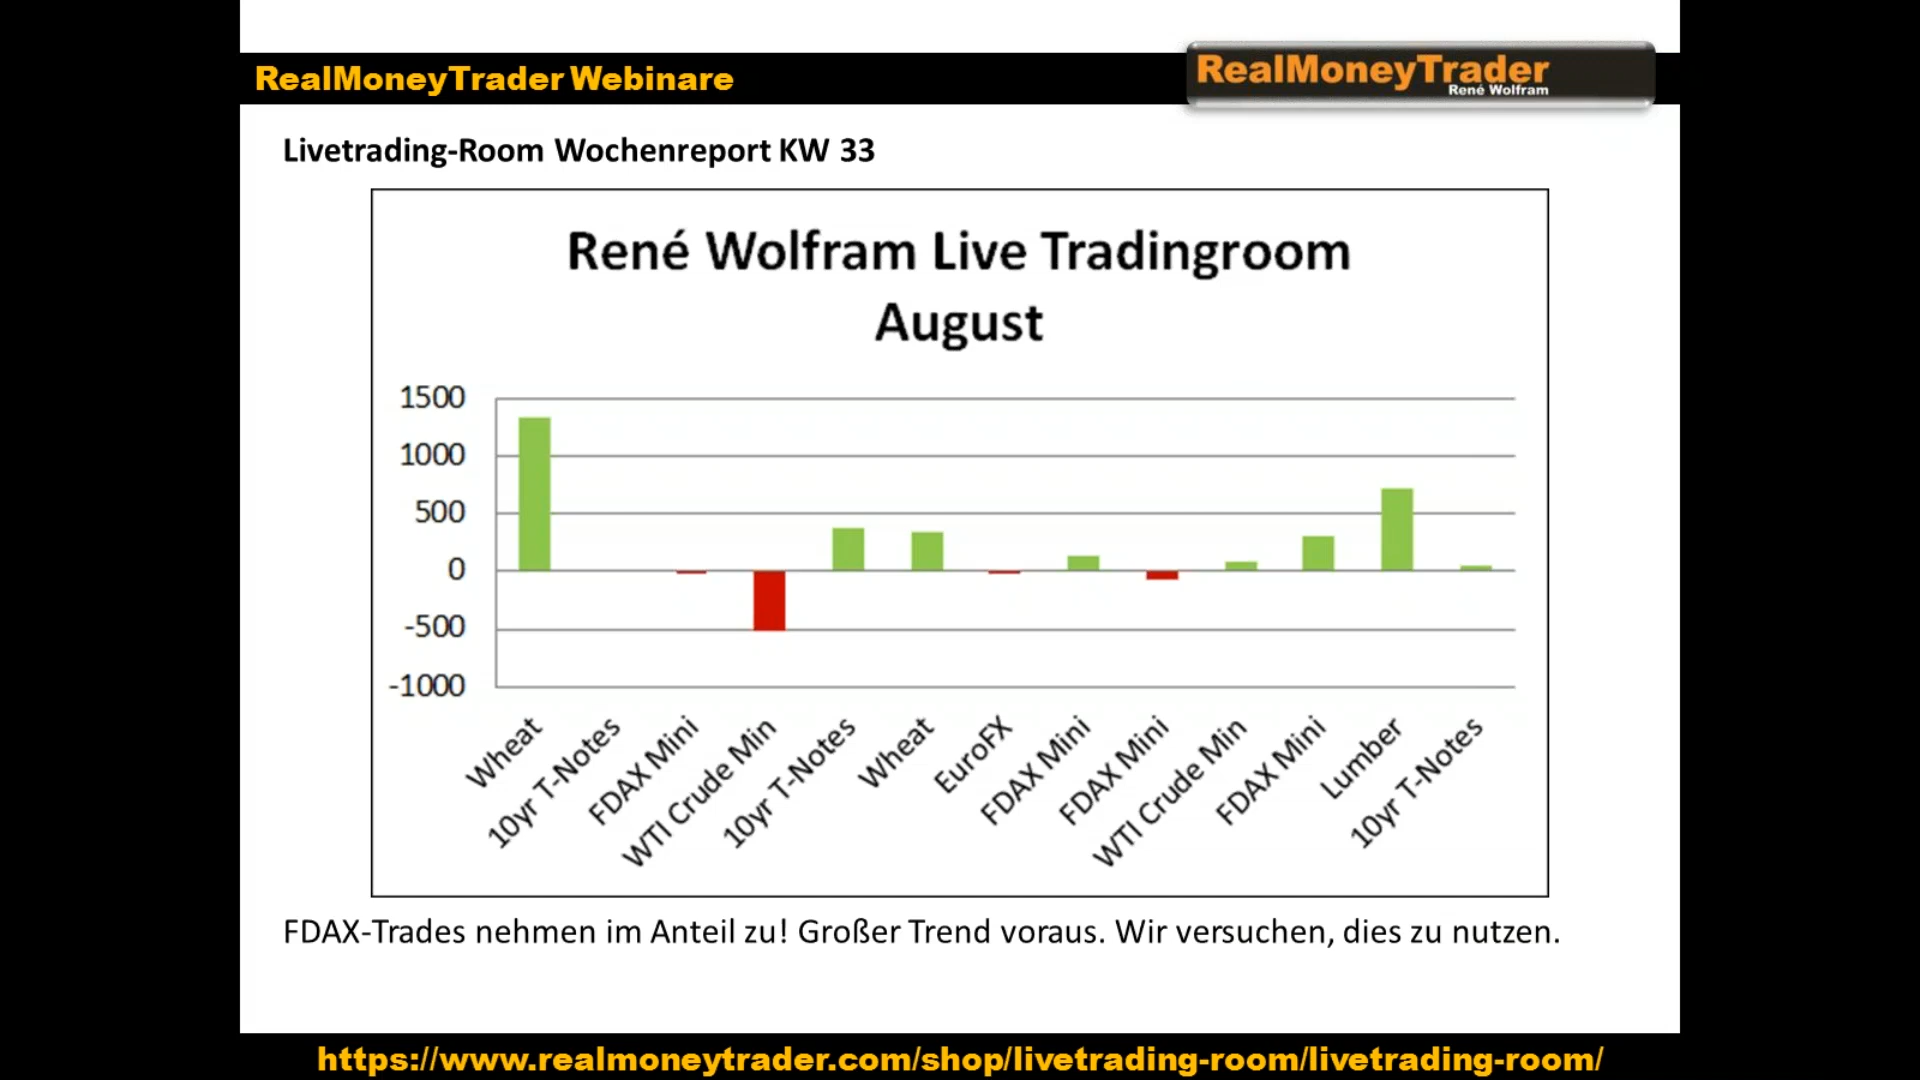 RealMoneyTrader Webinare
RealMoneyTrader
René Wolfram
Livetrading-Room Wochenreport KW 33
René Wolfram Live Tradingroom
August
1500
1000
500
0
-500
-1000
Wheat
10yr T-Notes
FDAX Mini
WTI Crude Min
10yr T-Notes
Wheat
EuroFX
FDAX Mini
FDAX Mini
WTI Crude Min
FDAX Mini
Lumber
10yr T-Notes
FDAX-Trades nehmen im Anteil zu! Großer Trend voraus. Wir versuchen, dies zu nutzen.
https://www.realmoneytrader.com/shop/livetrading-room/livetrading-room/